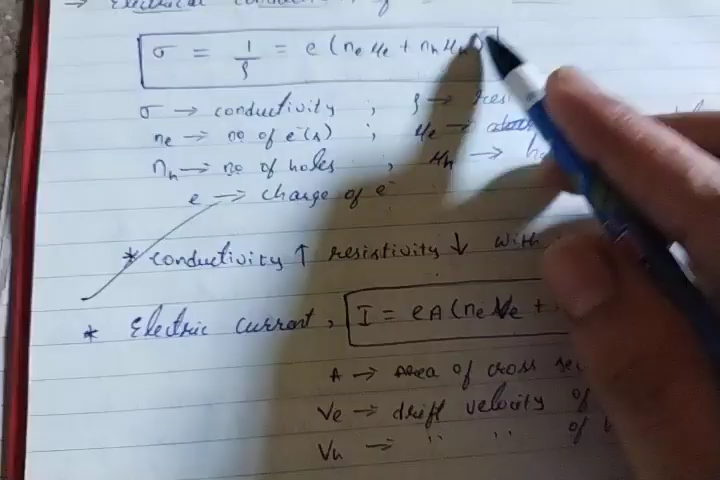 → Electrical
σ = 1/ρ = e (ne μe + nh μh)
σ → conductivity ; ρ →
ne → no of e⁻(s) ; μe →
nh → no of holes ; μh →
e → charge of e⁻
* conductivity ↑ resistivity ↓ with
* Electric current, I = eA(ne Ve +
A → Area of cross
Ve → drift velocity of
Vh → " " of